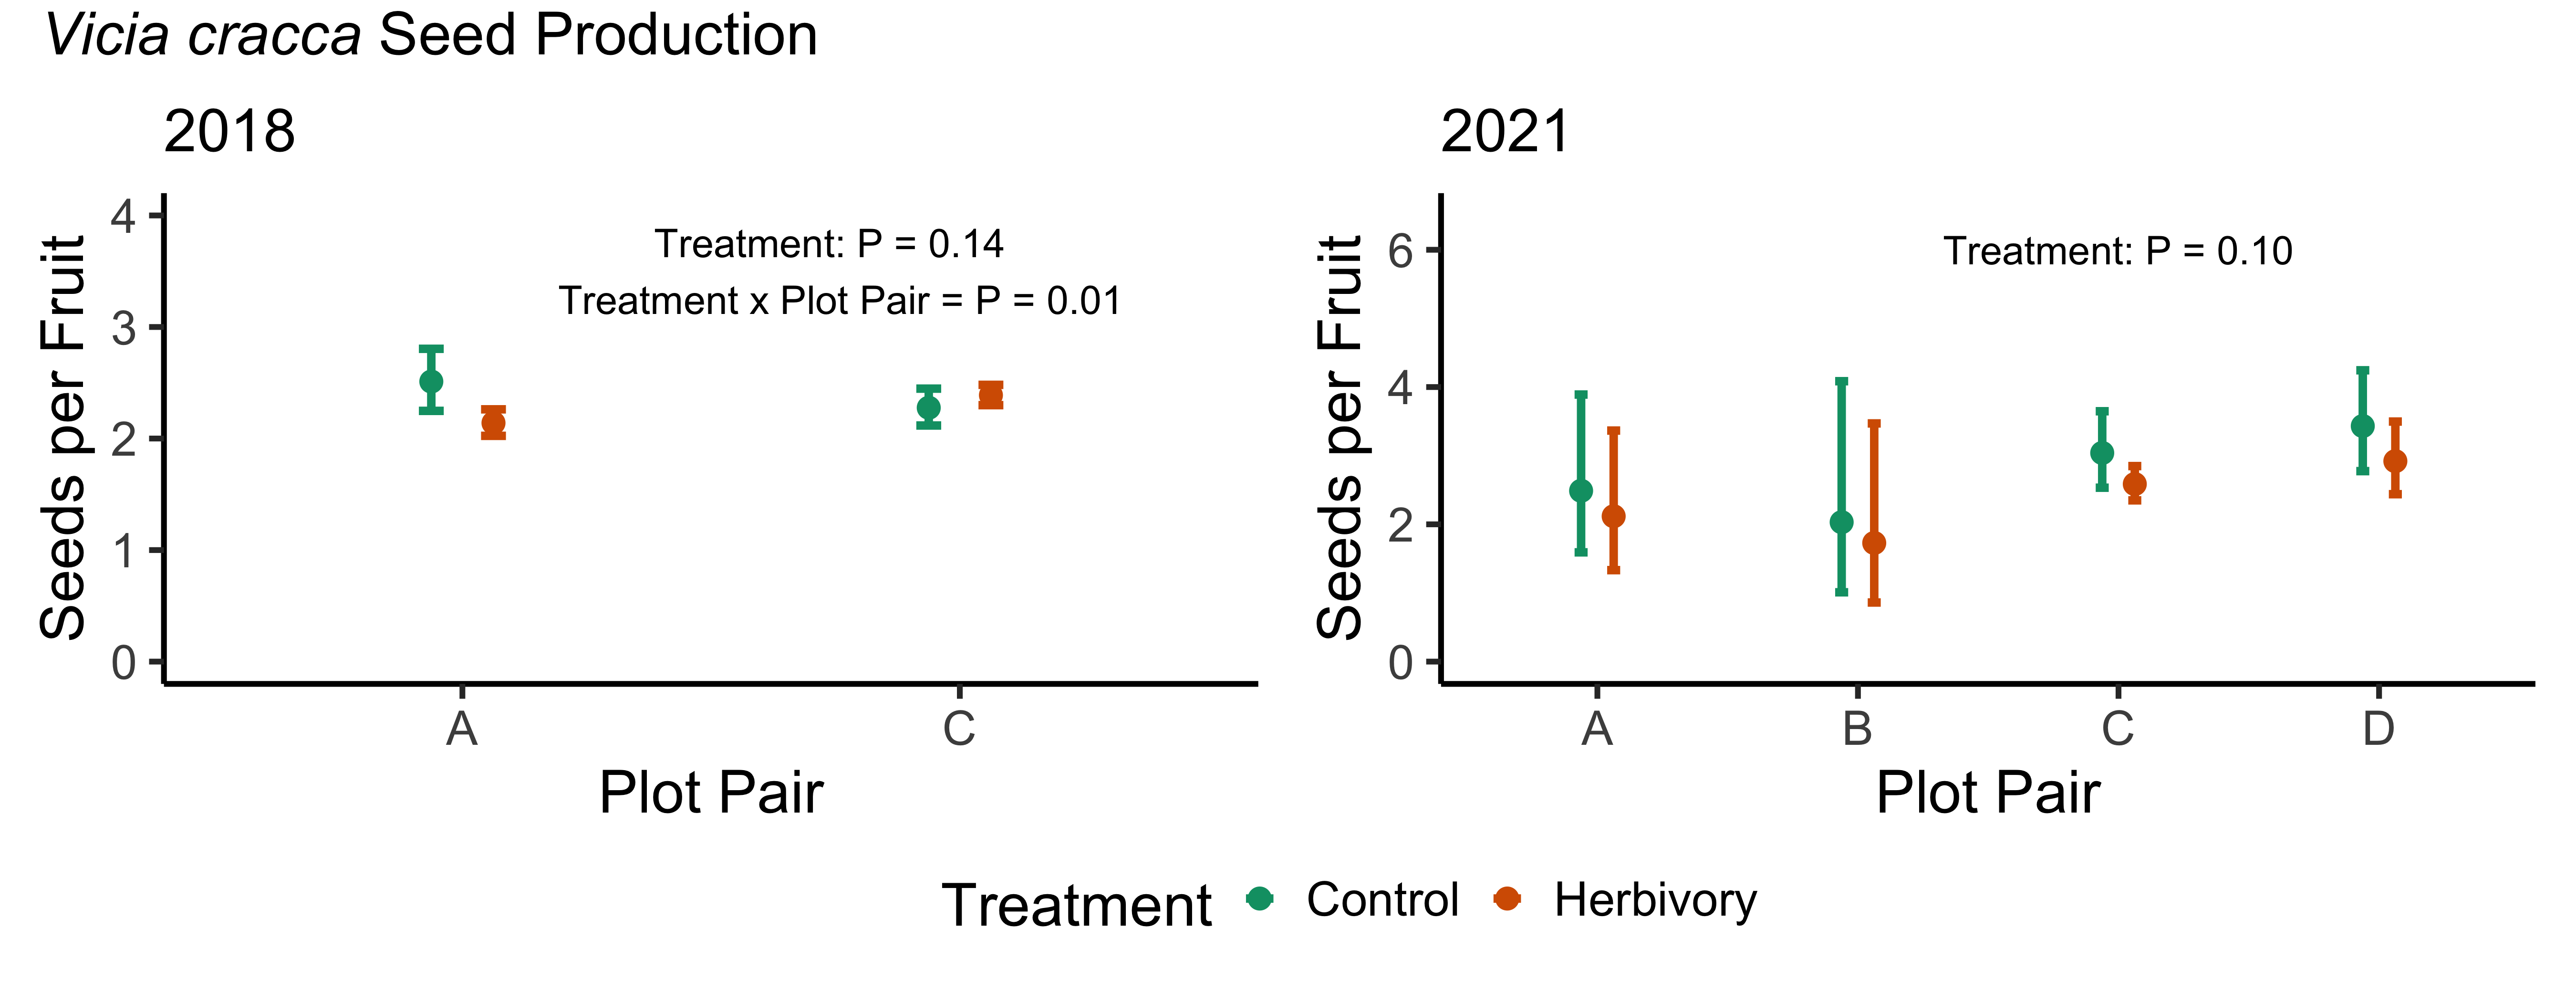 Vicia cracca Seed Production
2018
Seeds per Fruit
4
3
2
1
0
Treatment: P = 0.14
Treatment x Plot Pair = P = 0.01
A
C
Plot Pair
2021
Seeds per Fruit
6
4
2
0
Treatment: P = 0.10
A
B
C
D
Plot Pair
Treatment Control Herbivory